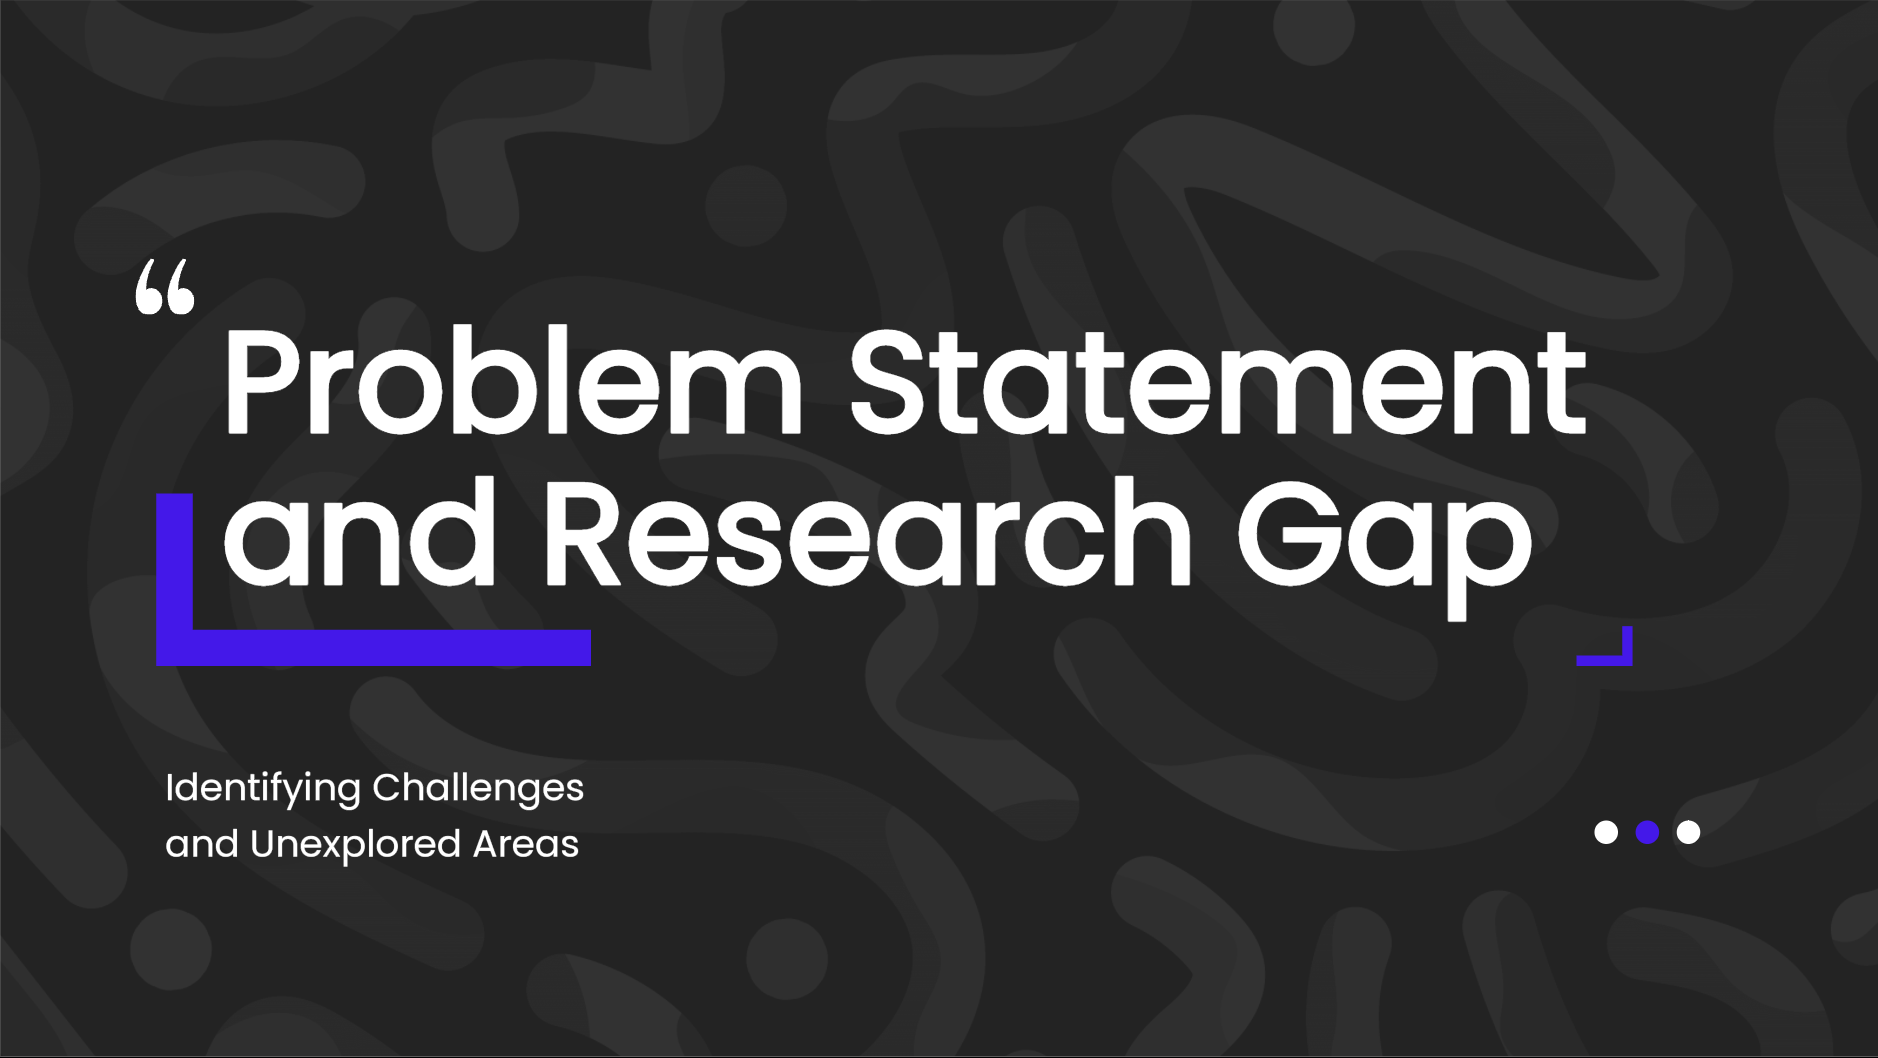 “
Problem Statement
and Research Gap
Identifying Challenges
and Unexplored Areas